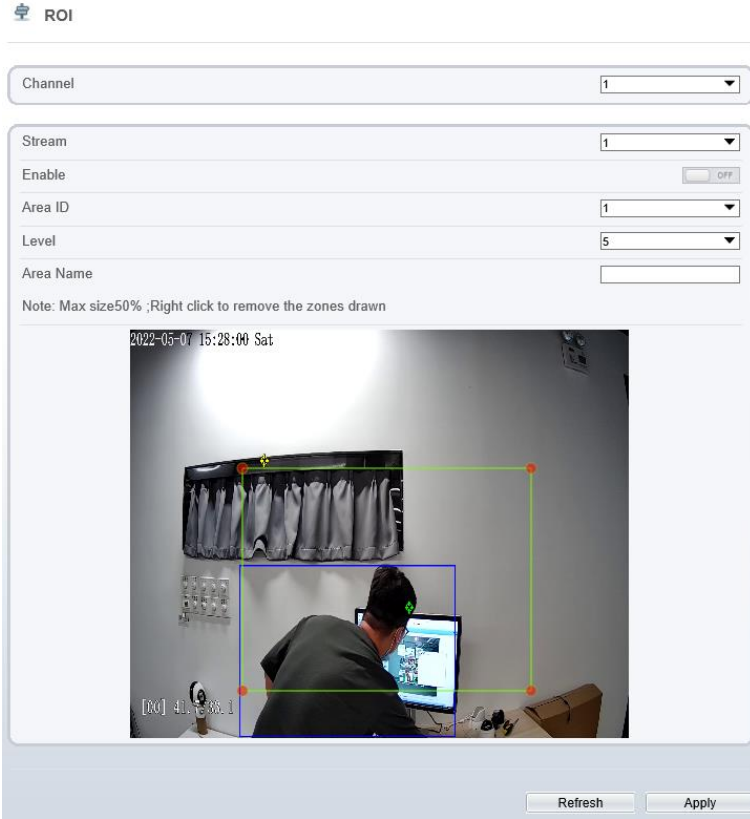 ROI
Channel 1
Stream 1
Enable OFF
Area ID 1
Level 5
Area Name
Note: Max size50% ;Right click to remove the zones drawn
2022-05-07 15:28:00 Sat
Refresh Apply